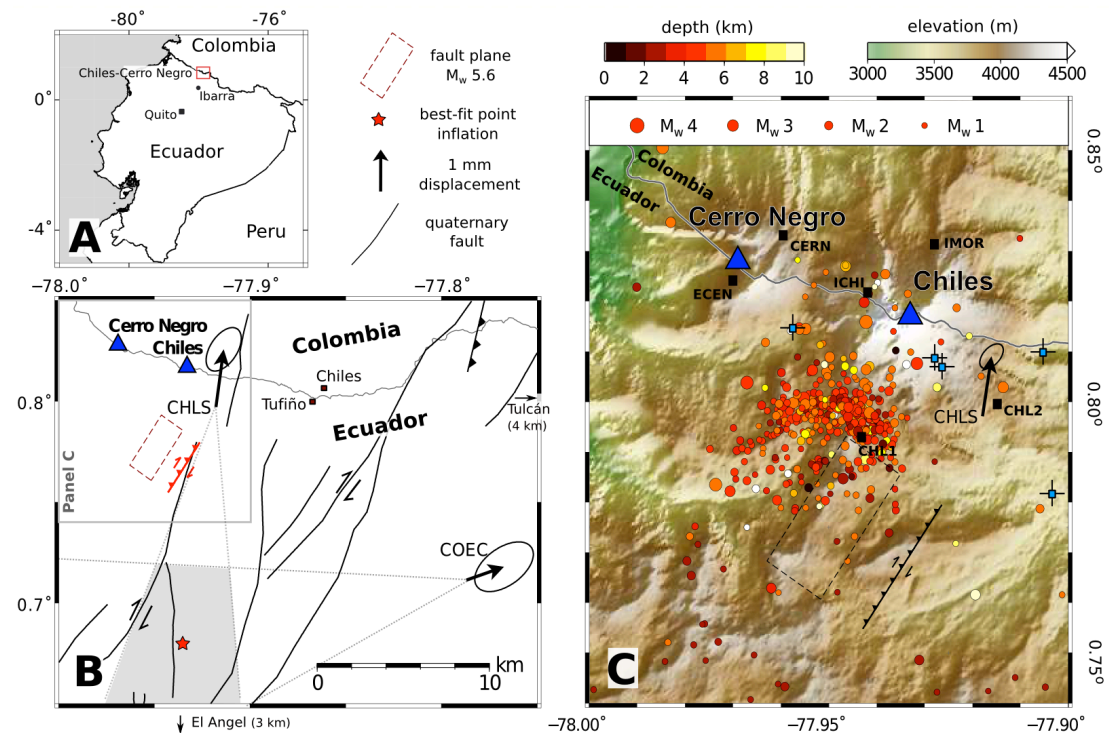 -80°
-76°
Colombia
Chiles-Cerro Negro
Ibarra
0°
Quito
Ecuador
-4°
Peru
A
fault plane
Mw 5.6
best-fit point
inflation
1 mm
displacement
quaternary
fault
−78.0
−77.9
−77.8
0.8°
0.7°
Cerro Negro
Chiles
CHLS
Panel C
Colombia
Chiles
Tufiño
Ecuador
Tulcán
(4 km)
COEC
km
0
10
B
El Angel (3 km)
depth (km)
0 2 4 6 8 10
elevation (m)
3000 3500 4000 4500
Mw 4
Mw 3
Mw 2
Mw 1
Colombia
Ecuador
Cerro Negro
CERN
IMOR
ECEN
ICHI
Chiles
CHLS
CHL2
CHL1
C
0.85°
0.80°
0.75°
−78.00
−77.95
−77.90